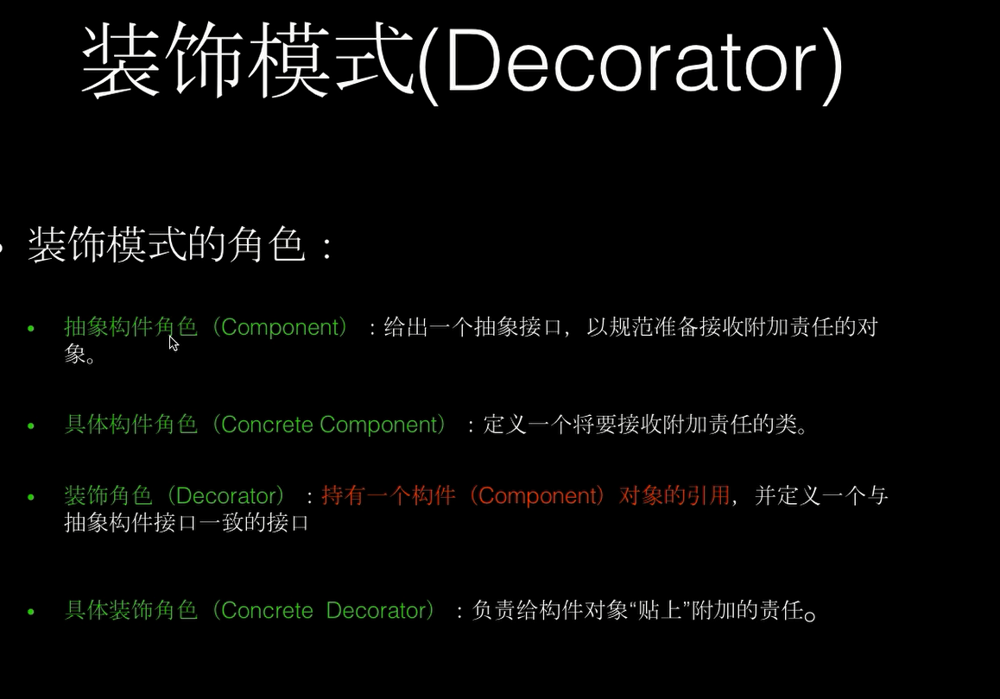 装饰模式(Decorator)
• 装饰模式的角色：
• 抽象构件角色（Component）：给出一个抽象接口，以规范准备接收附加责任的对
象。
• 具体构件角色（Concrete Component）：定义一个将要接收附加责任的类。
• 装饰角色（Decorator）：持有一个构件（Component）对象的引用，并定义一个与
抽象构件接口一致的接口
• 具体装饰角色（Concrete  Decorator）：负责给构件对象“贴上”附加的责任。